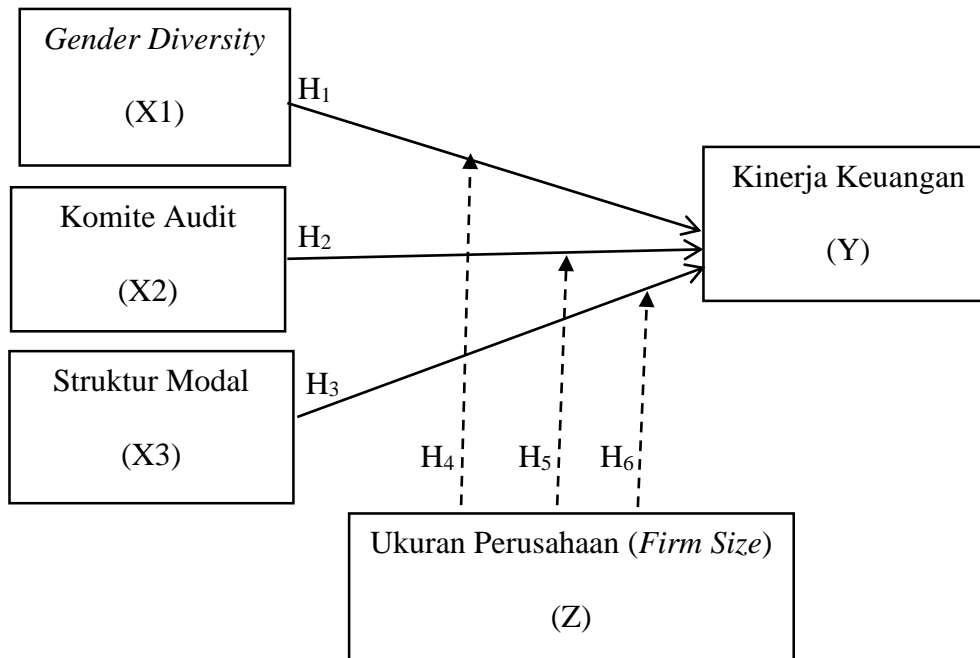 Gender Diversity
(X1)
H₁
Kinerja Keuangan
(Y)
Komite Audit
(X2)
H₂
Struktur Modal
(X3)
H₃
H₄
H₅
H₆
Ukuran Perusahaan (Firm Size)
(Z)